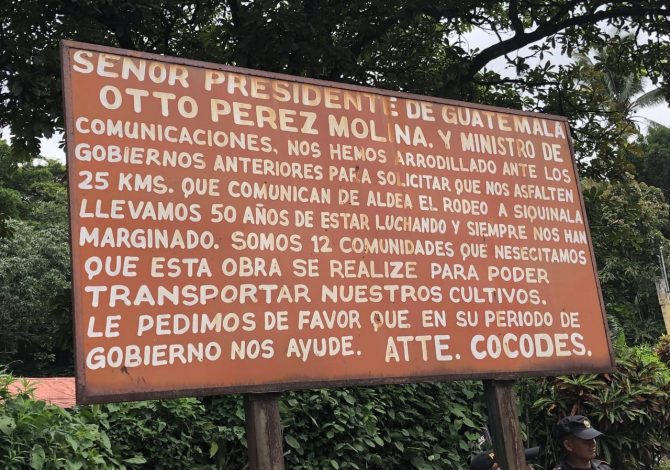 SEÑOR PRESIDENTE DE GUATEMALA
OTTO PEREZ MOLINA. Y MINISTRO DE
COMUNICACIONES. NOS HEMOS ARRODILLADO ANTE LOS
GOBIERNOS ANTERIORES PARA SOLICITAR QUE NOS ASFALTEN
25 KMS. QUE COMUNICAN DE ALDEA EL RODEO A SIQUINALA
LLEVAMOS 50 AÑOS DE ESTAR LUCHANDO Y SIEMPRE NOS HAN
MARGINADO. SOMOS 12 COMUNIDADES QUE NESECITAMOS
QUE ESTA OBRA SE REALIZE PARA PODER
TRANSPORTAR NUESTROS CULTIVOS.
LE PEDIMOS DE FAVOR QUE EN SU PERIODO DE
GOBIERNO NOS AYUDE. ATTE. COCODES.